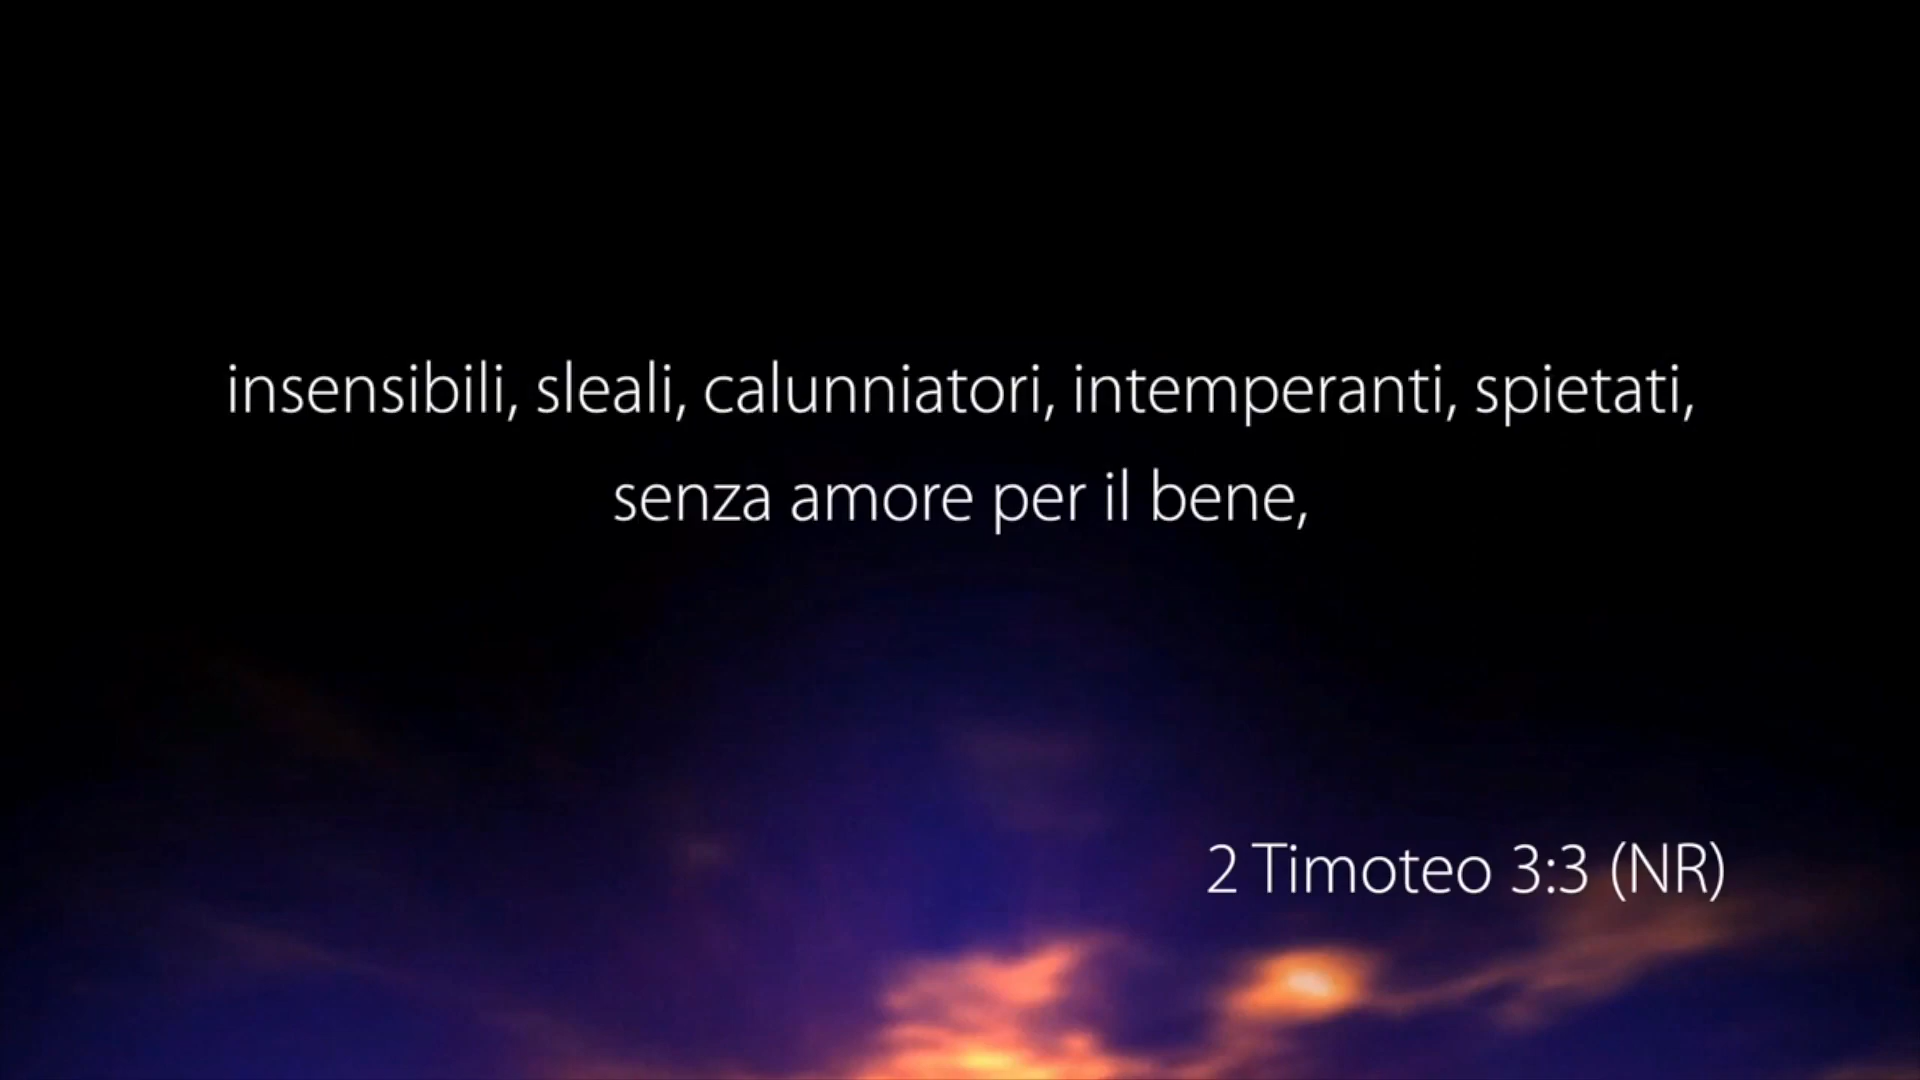 insensibili, sleali, calunniatori, intemperanti, spietati,
senza amore per il bene,
2 Timoteo 3:3 (NR)